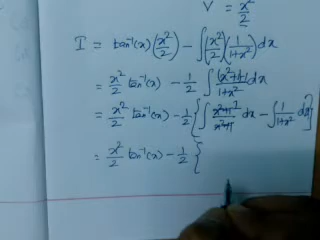 V = x²/2
I = tan⁻¹(x)(x²/2) − ∫(x²/2)(1/(1+x²))dx
= x²/2 tan⁻¹(x) − 1/2 ∫(x²+1-1)/(1+x²)dx
= x²/2 tan⁻¹(x) − 1/2{∫(x²+1)/(x²+1) dx − ∫1/(1+x²) dx}
= x²/2 tan⁻¹(x) − 1/2{